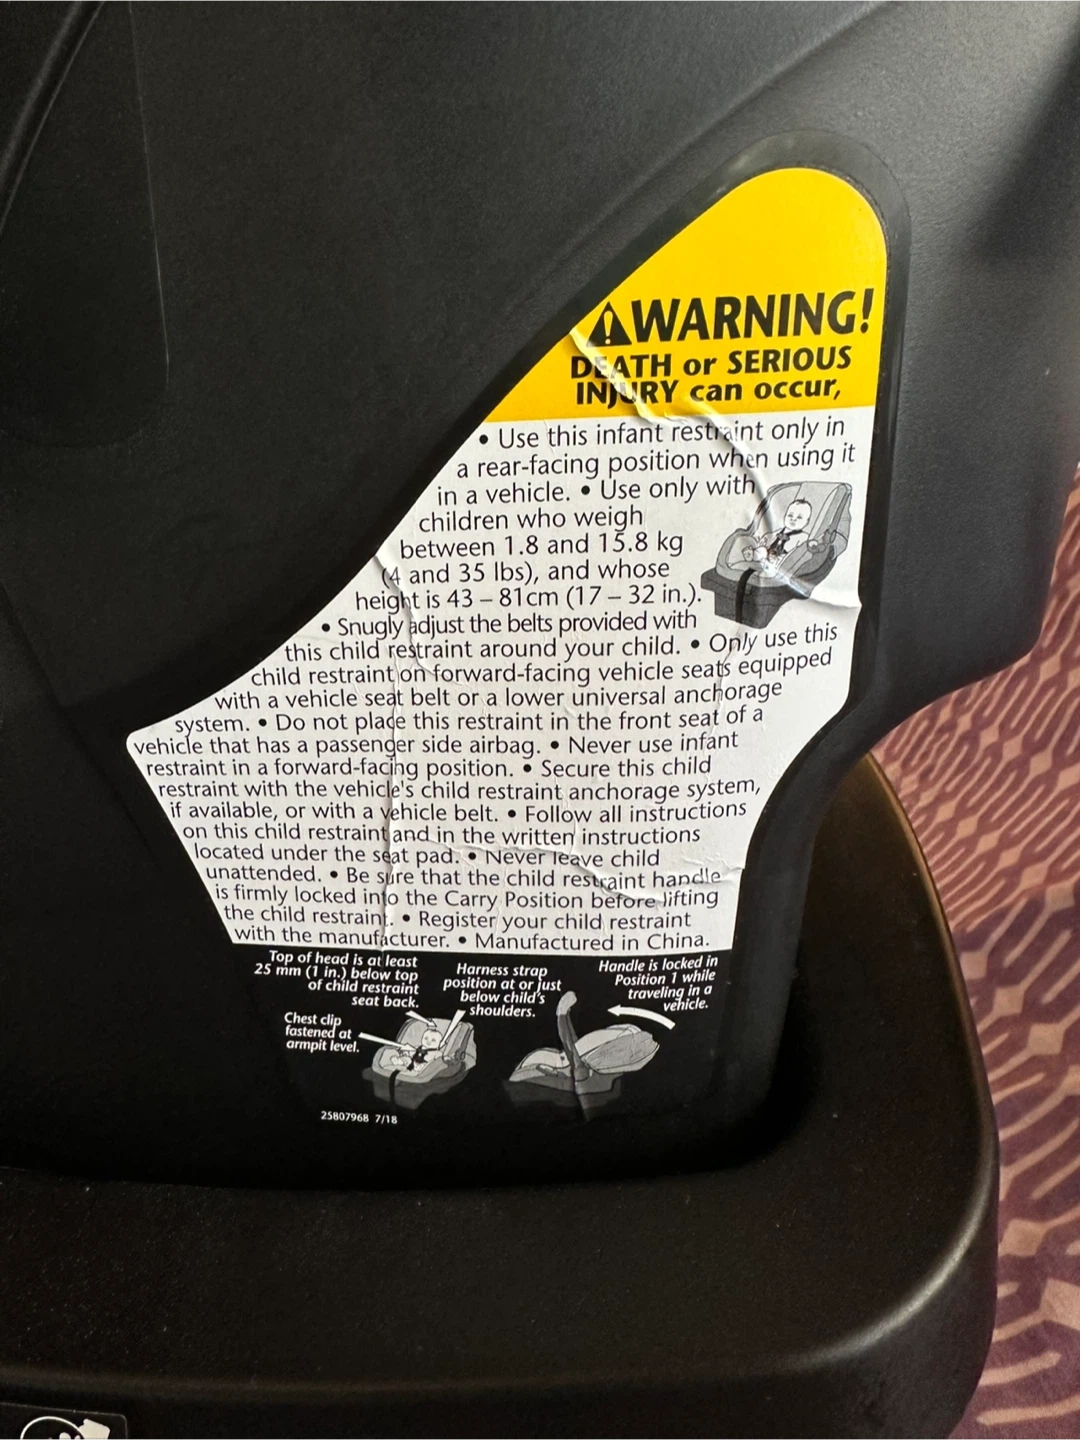 WARNING!
DEATH or SERIOUS
INJURY can occur,
• Use this infant restraint only in
a rear-facing position when using it
in a vehicle. • Use only with
children who weigh
between 1.8 and 15.8 kg
(4 and 35 lbs), and whose
height is 43 – 81cm (17 – 32 in.).
• Snugly adjust the belts provided with
this child restraint around your child. • Only use this
child restraint on forward-facing vehicle seats equipped
with a vehicle seat belt or a lower universal anchorage
system. • Do not place this restraint in the front seat of a
vehicle that has a passenger side airbag. • Never use infant
restraint in a forward-facing position. • Secure this child
restraint with the vehicle's child restraint anchorage system,
if available, or with a vehicle belt. • Follow all instructions
on this child restraint and in the written instructions
located under the seat pad. • Never leave child
unattended. • Be sure that the child restraint handle
is firmly locked into the Carry Position before lifting
the child restraint. • Register your child restraint
with the manufacturer. • Manufactured in China.
Top of head is at least
25 mm (1 in.) below top
of child restraint
seat back.
Harness strap
position at or just
below child's
shoulders.
Handle is locked in
Position 1 while
traveling in a
vehicle.
Chest clip
fastened at
armpit level.
2580796B 7/18